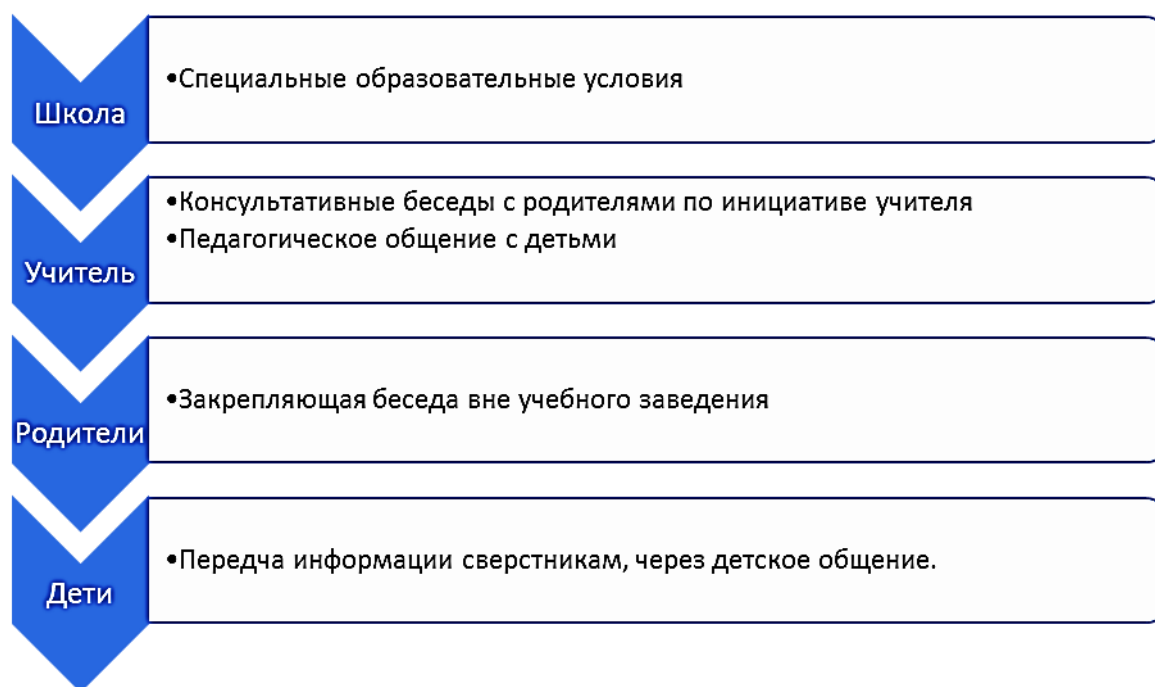 Школа
•Специальные образовательные условия
Учитель
•Консультативные беседы с родителями по инициативе учителя
•Педагогическое общение с детьми
Родители
•Закрепляющая беседа вне учебного заведения
Дети
•Передча информации сверстникам, через детское общение.